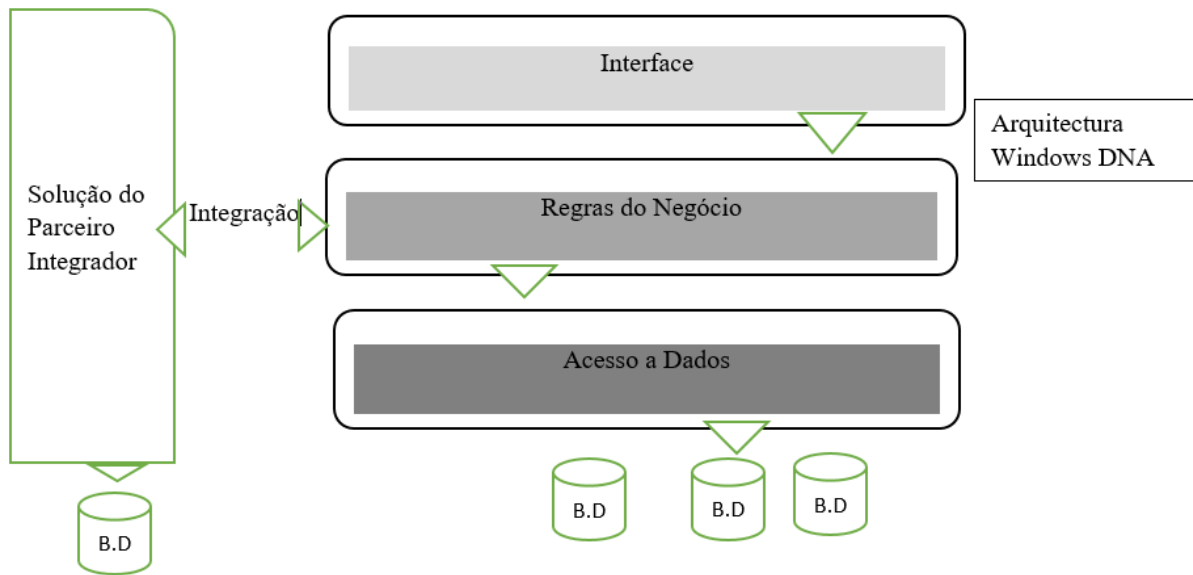 Interface
Arquitectura
Windows DNA
Solução do
Parceiro
Integrador
Integração
Regras do Negócio
Acesso a Dados
B.D
B.D
B.D
B.D